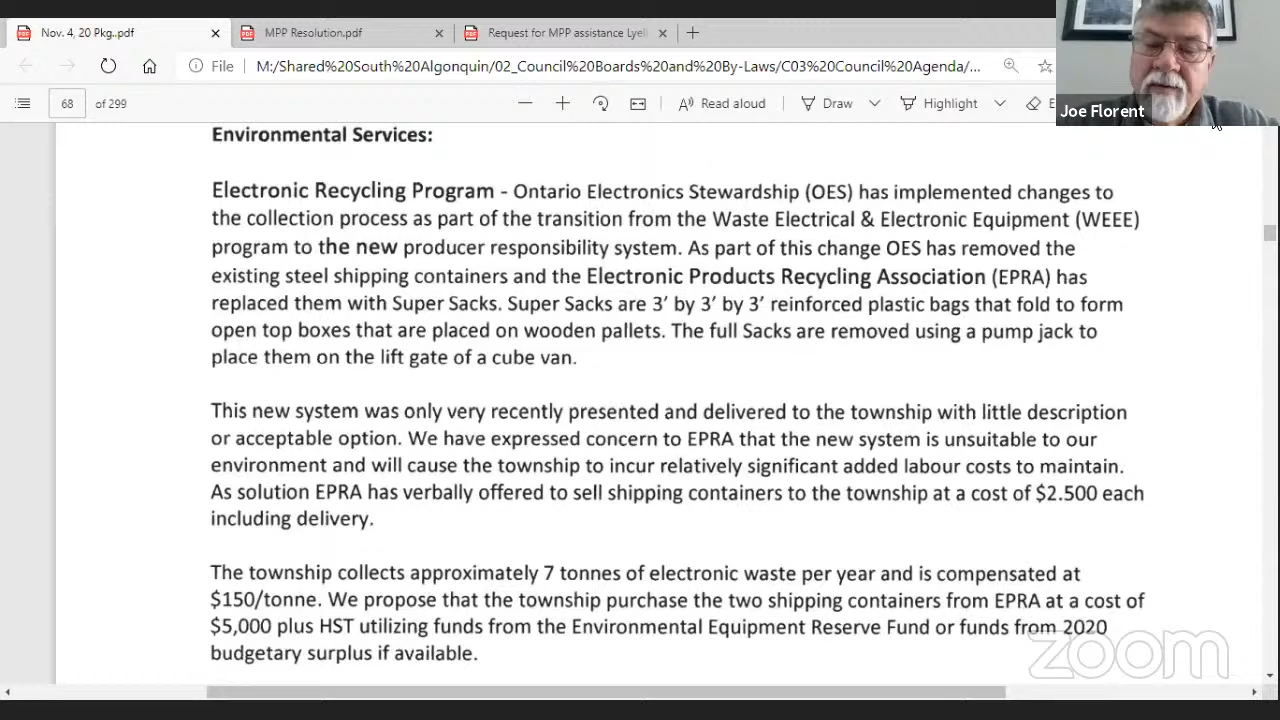 Nov. 4, 20 Pkg..pdf
MPP Resolution.pdf
Request for MPP assistance Lyell
File M:/Shared%20South%20Algonquin/02_Council%20Boards%20and%20By-Laws/C03%20Council%20Agenda/...
68 of 299
Read aloud
Draw
Highlight
E
Joe Florent
Environmental Services:
Electronic Recycling Program - Ontario Electronics Stewardship (OES) has implemented changes to
the collection process as part of the transition from the Waste Electrical & Electronic Equipment (WEEE)
program to the new producer responsibility system. As part of this change OES has removed the
existing steel shipping containers and the Electronic Products Recycling Association (EPRA) has
replaced them with Super Sacks. Super Sacks are 3' by 3' by 3' reinforced plastic bags that fold to form
open top boxes that are placed on wooden pallets. The full Sacks are removed using a pump jack to
place them on the lift gate of a cube van.
This new system was only very recently presented and delivered to the township with little description
or acceptable option. We have expressed concern to EPRA that the new system is unsuitable to our
environment and will cause the township to incur relatively significant added labour costs to maintain.
As solution EPRA has verbally offered to sell shipping containers to the township at a cost of $2.500 each
including delivery.
The township collects approximately 7 tonnes of electronic waste per year and is compensated at
$150/tonne. We propose that the township purchase the two shipping containers from EPRA at a cost of
$5,000 plus HST utilizing funds from the Environmental Equipment Reserve Fund or funds from 2020
budgetary surplus if available.
zoom